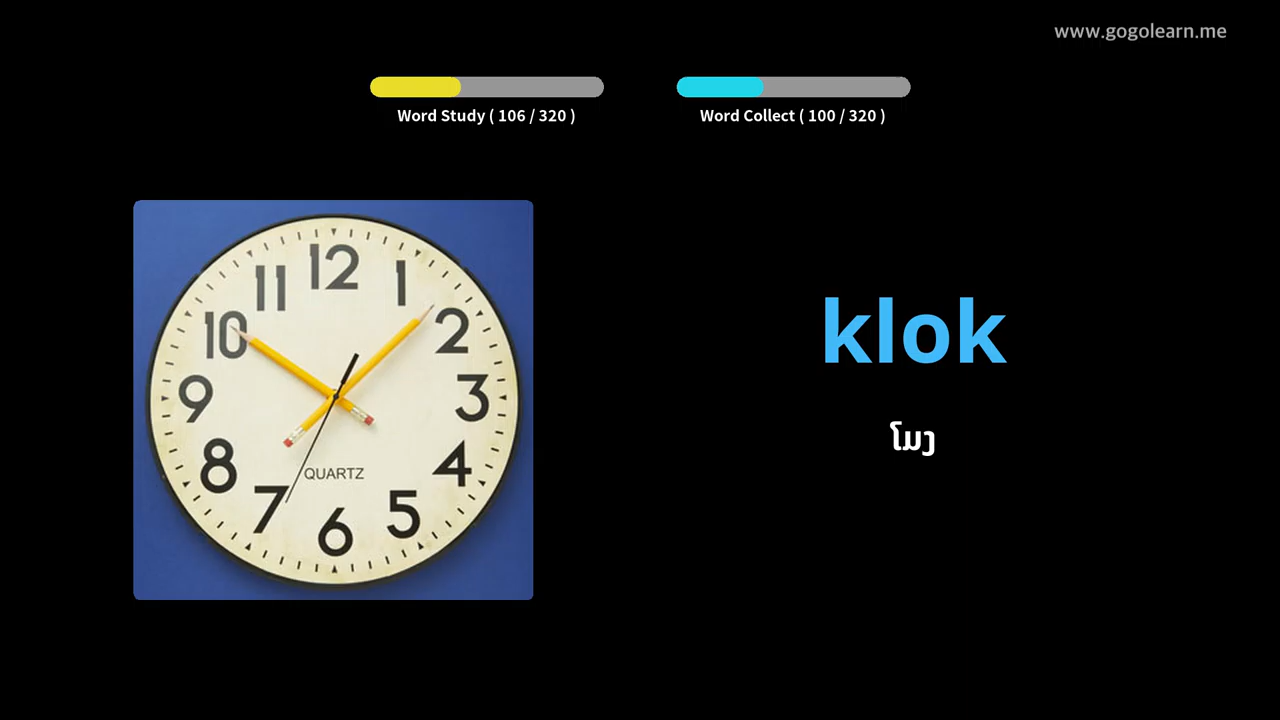 www.gogolearn.me
Word Study ( 106 / 320 )
Word Collect ( 100 / 320 )
12
11
1
10
2
9
3
8
4
QUARTZ
7
5
6
klok
ໂມງ